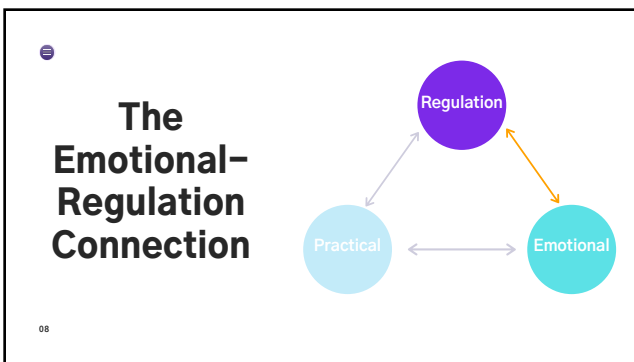 The
Emotional–
Regulation
Connection
Regulation
Practical
Emotional
08